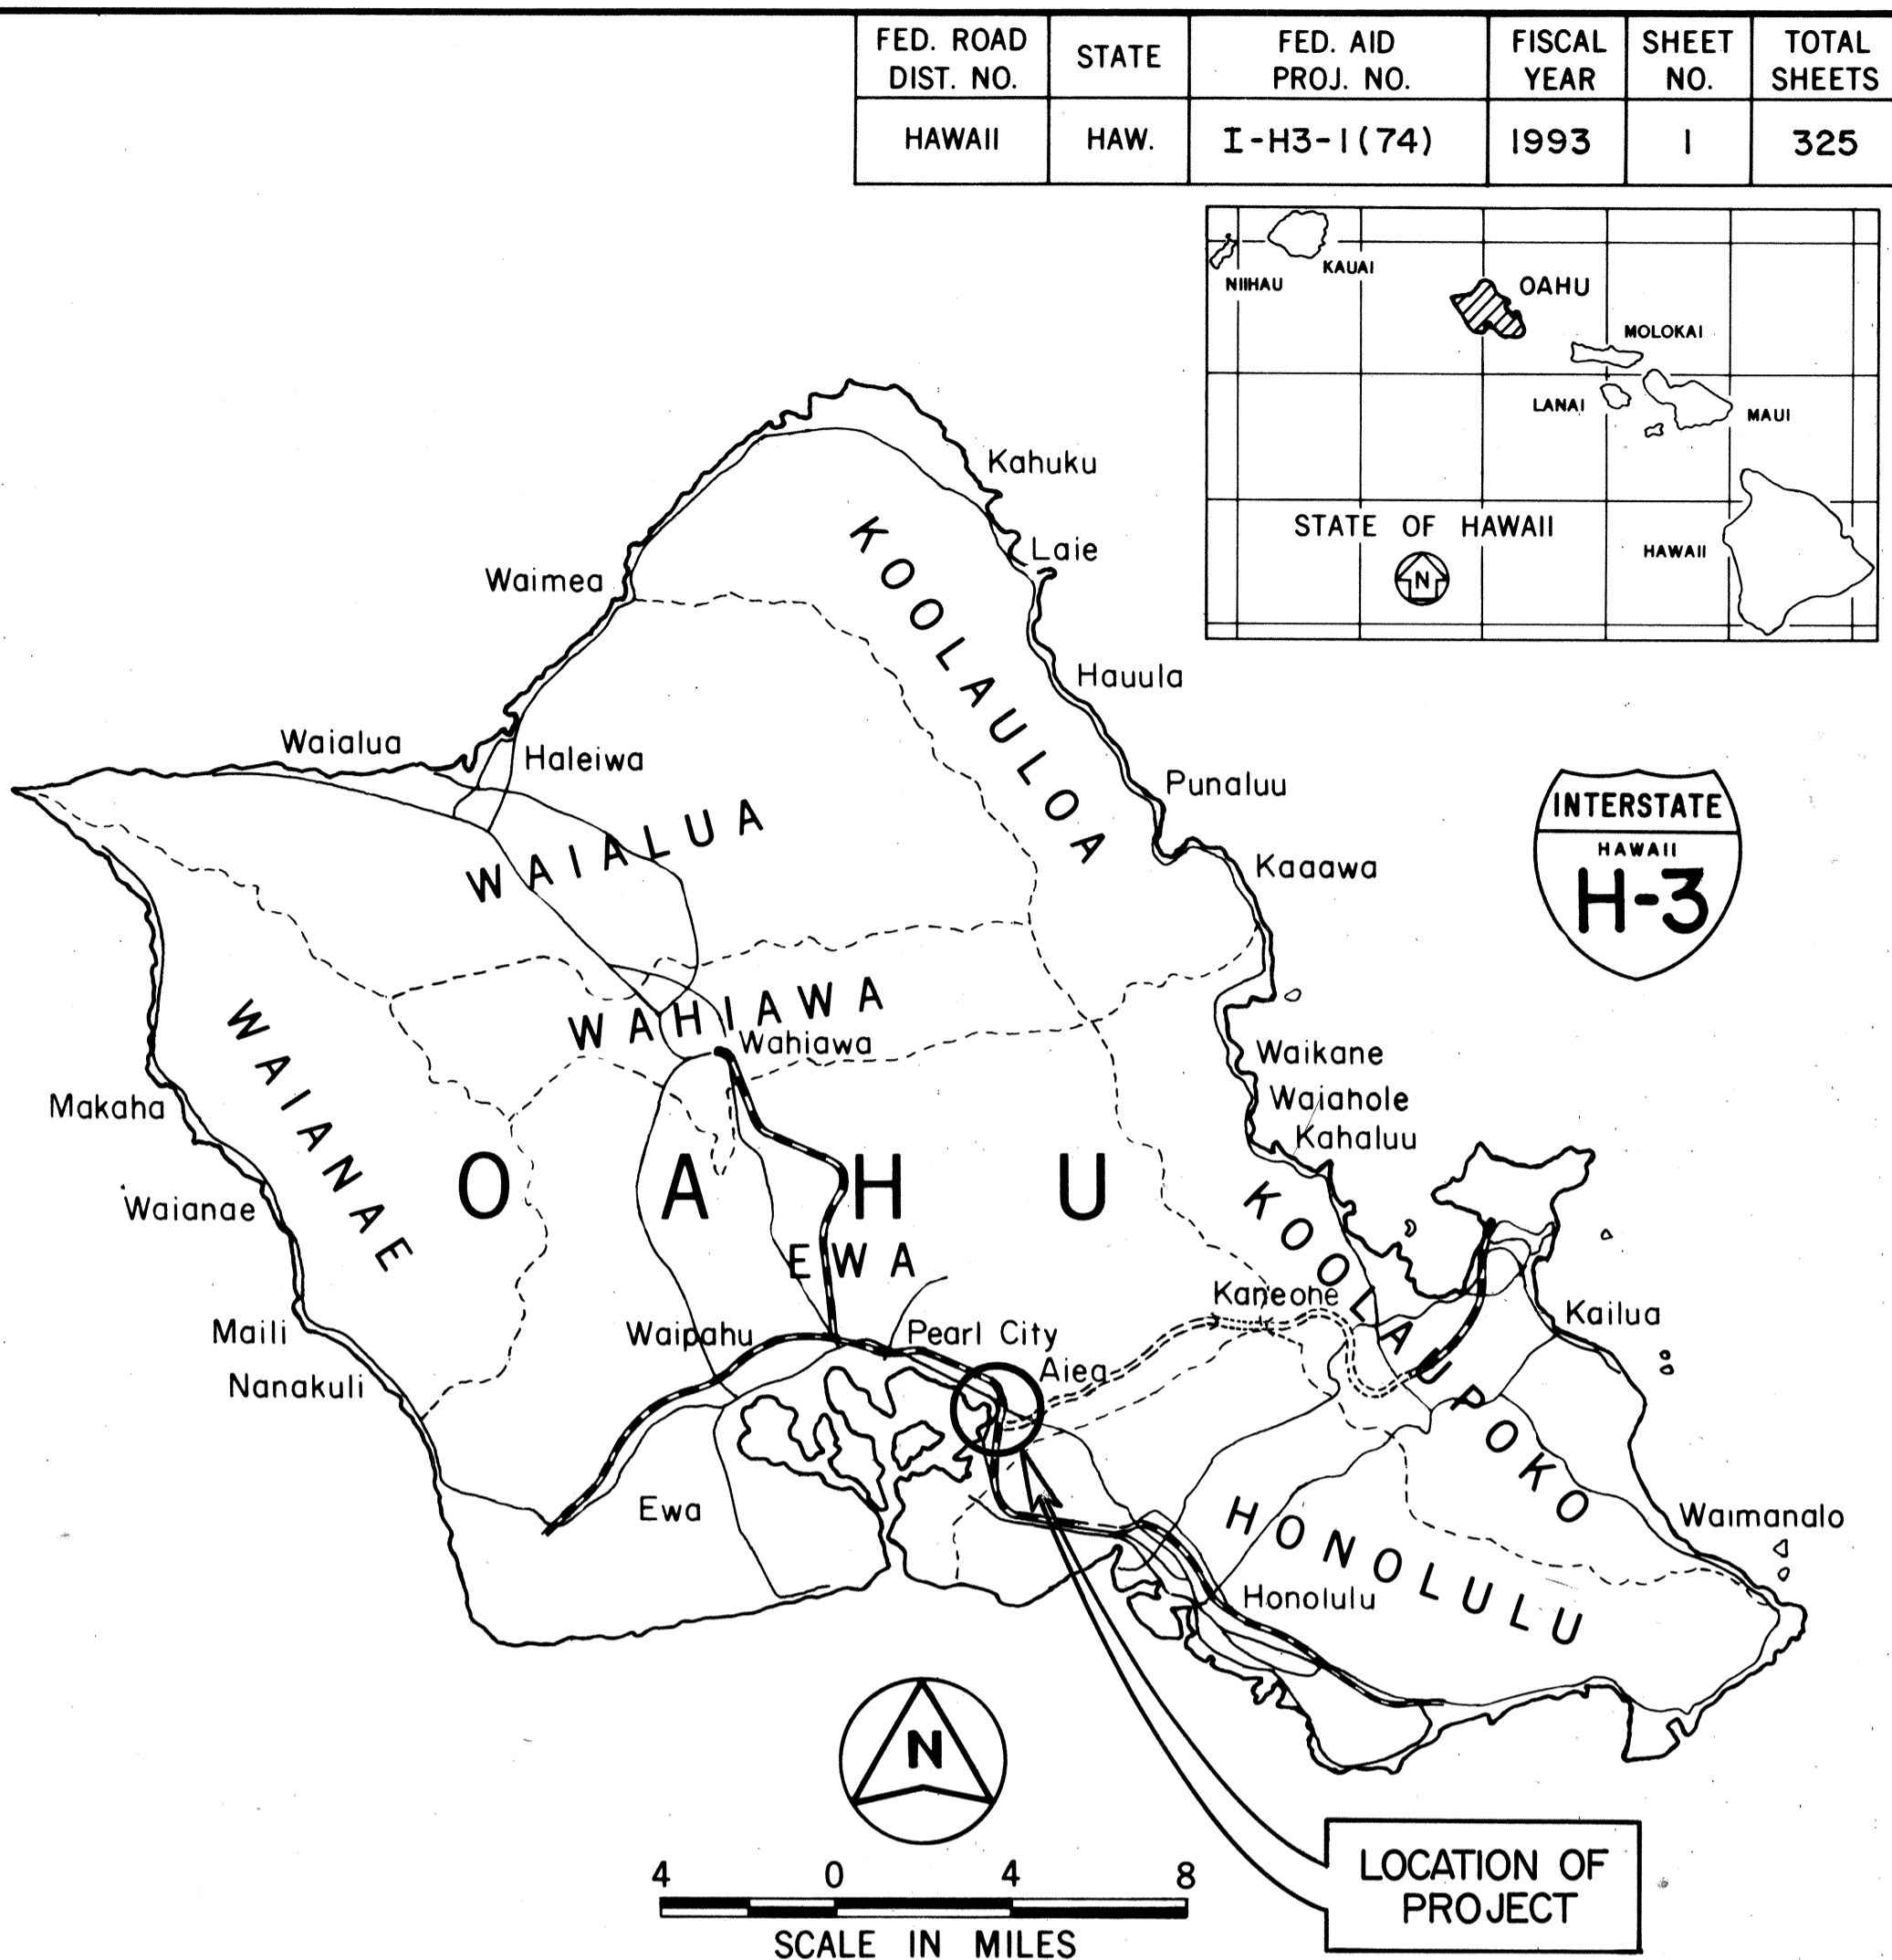 FED. ROAD DIST. NO.
STATE
FED. AID PROJ. NO.
FISCAL YEAR
SHEET NO.
TOTAL SHEETS
HAWAII
HAW.
I-H3-1(74)
1993
1
325
NIIHAU
KAUAI
OAHU
MOLOKAI
LANAI
MAUI
STATE OF HAWAII
HAWAII
N
Kahuku
Laie
Waimea
KOOLAULOA
Hauula
Waialua
Haleiwa
Punaluu
WAIALUA
Kaaawa
INTERSTATE
HAWAII
H-3
WAHIAWA
Wahiawa
WAIANAE
Waikane
Waiahole
Kahaluu
Makaha
Waianae
OAHU
KOOLAUPOKO
EWA
Kaneohe
Kailua
Maili
Waipahu
Pearl City
Aiea
Nanakuli
Ewa
HONOLULU
Waimanalo
Honolulu
N
4 0 4 8
SCALE IN MILES
LOCATION OF
PROJECT